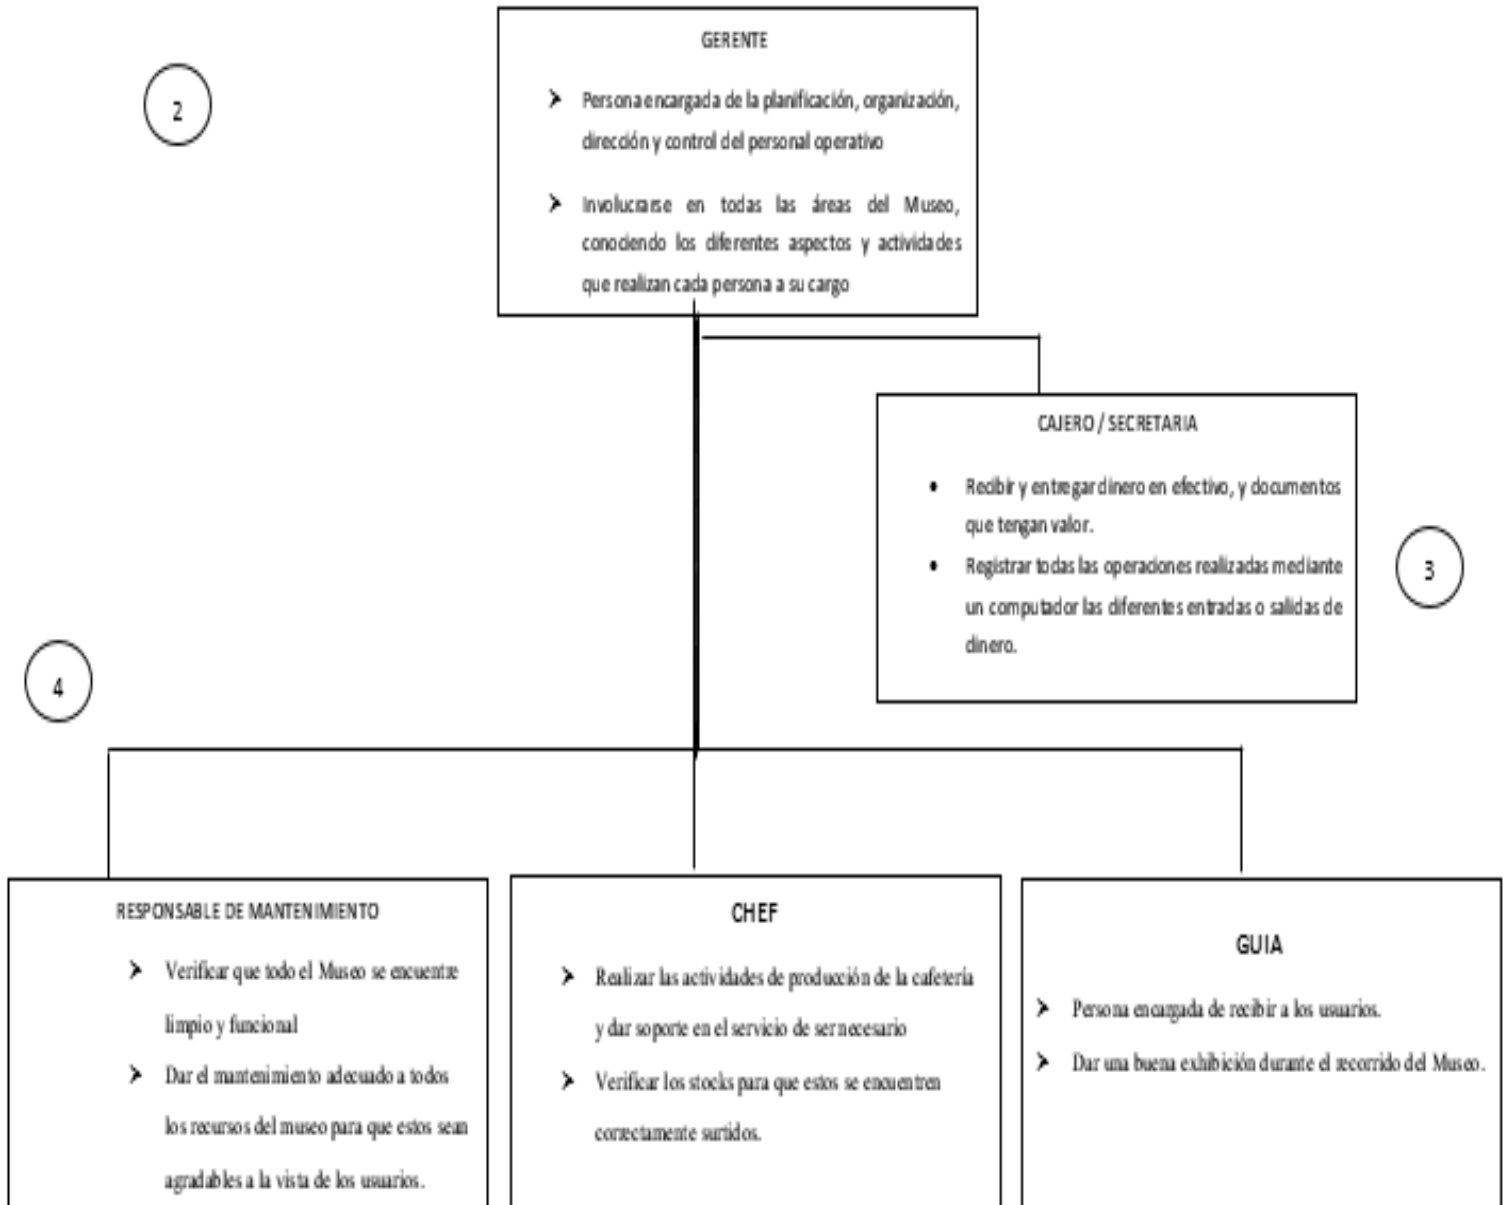 GERENTE
2
➤ Persona encargada de la planificación, organización,
dirección y control del personal operativo
➤ Involucrarse en todas las áreas del Museo,
conociendo los diferentes aspectos y actividades
que realizan cada persona a su cargo
CAJERO / SECRETARIA
• Recibir y entregar dinero en efectivo, y documentos
que tengan valor.
• Registrar todas las operaciones realizadas mediante
un computador las diferentes entradas o salidas de
dinero.
3
4
RESPONSABLE DE MANTENIMIENTO
➤ Verificar que todo el Museo se encuentre
limpio y funcional
➤ Dar el mantenimiento adecuado a todos
los recursos del museo para que estos sean
agradables a la vista de los usuarios.
CHEF
➤ Realizar las actividades de producción de la cafetería
y dar soporte en el servicio de ser necesario
➤ Verificar los stocks para que estos se encuentren
correctamente surtidos.
GUIA
➤ Persona encargada de recibir a los usuarios.
➤ Dar una buena exhibición durante el recorrido del Museo.